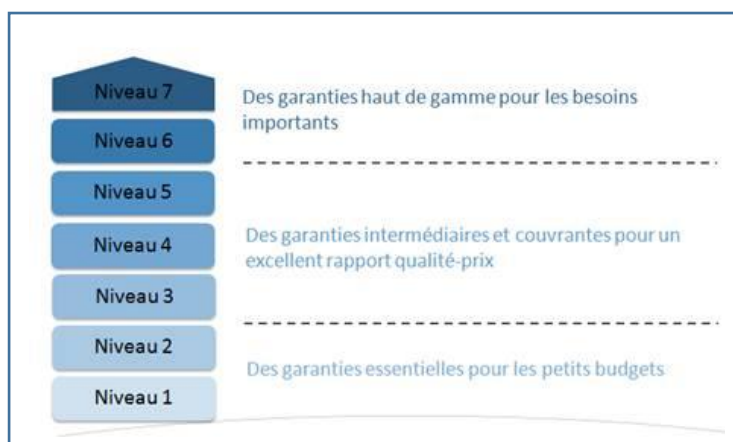 Niveau 7
Des garanties haut de gamme pour les besoins
importants
Niveau 6
Niveau 5
Niveau 4
Des garanties intermédiaires et couvrantes pour un
excellent rapport qualité-prix
Niveau 3
Niveau 2
Des garanties essentielles pour les petits budgets
Niveau 1